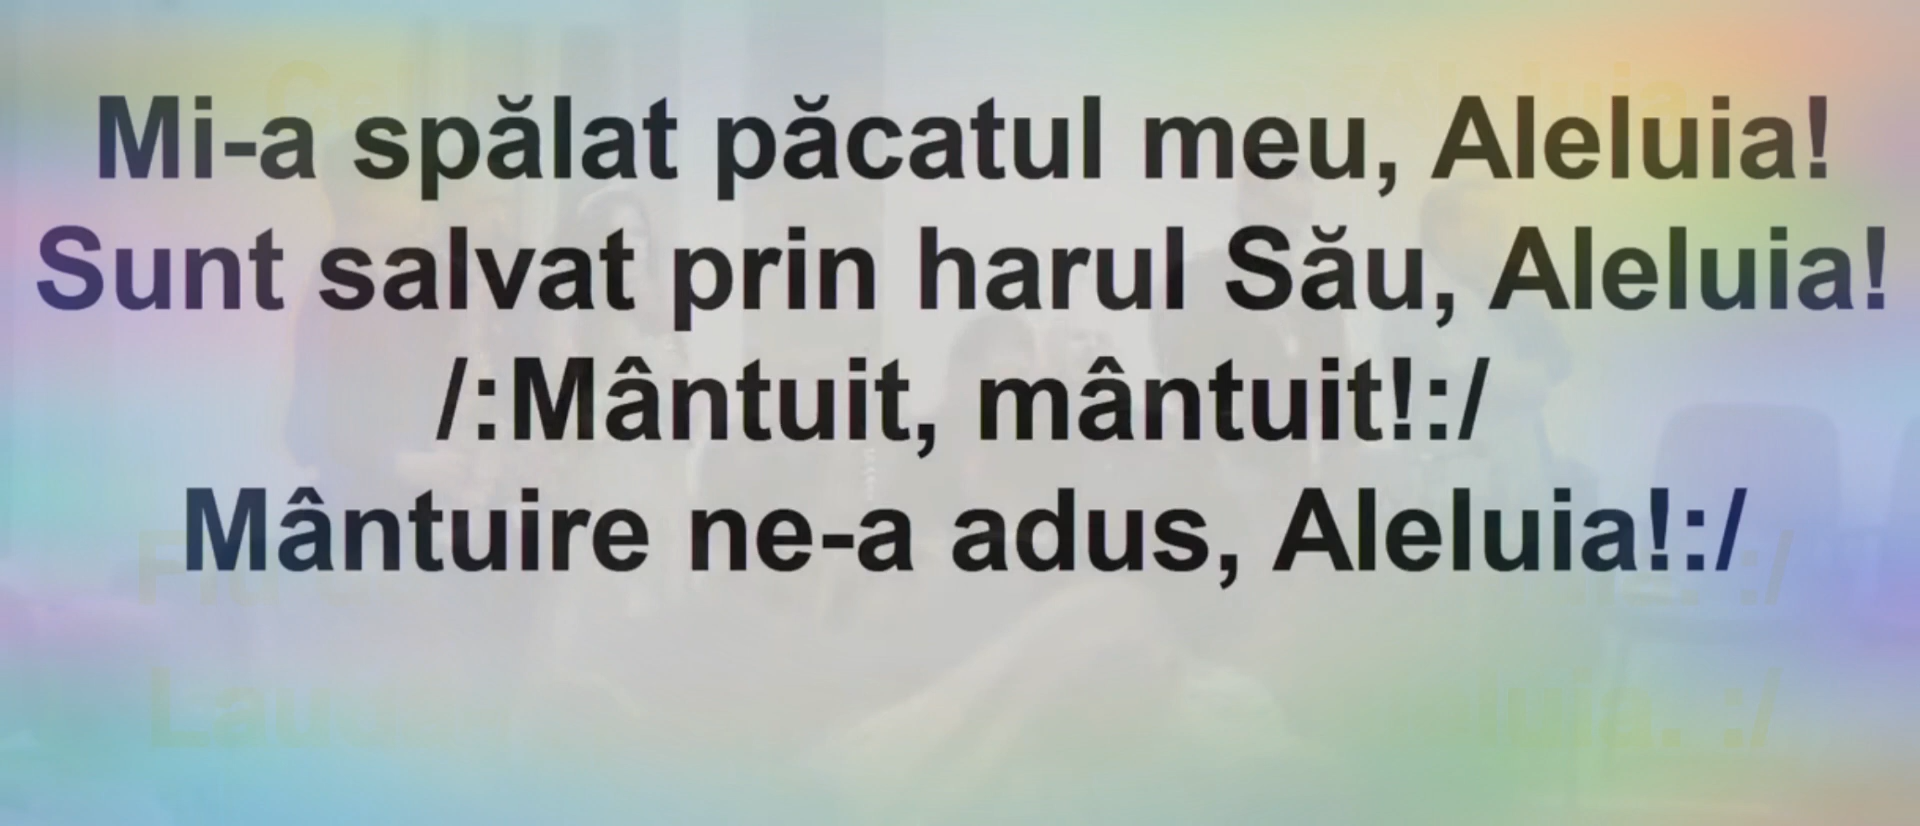 Mi-a spălat păcatul meu, Aleluia!
Sunt salvat prin harul Său, Aleluia!
/:Mântuit, mântuit!:/
Mântuire ne-a adus, Aleluia!:/